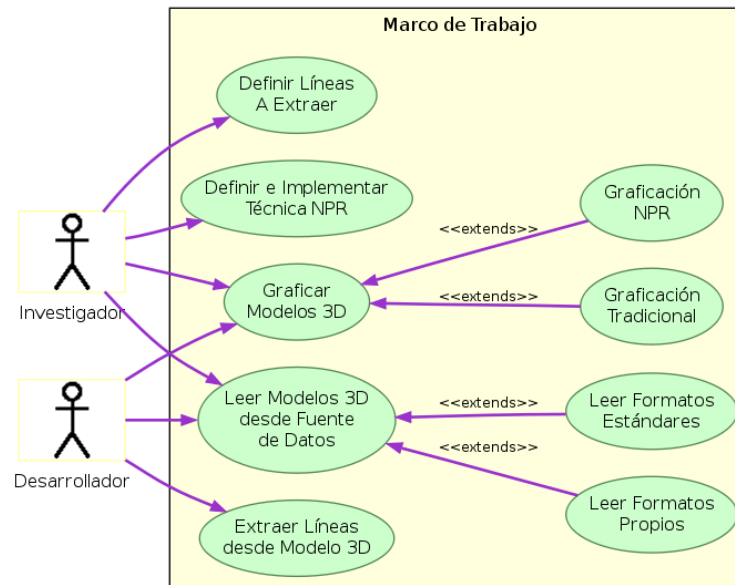 Marco de Trabajo
Definir Líneas
A Extraer
Definir e Implementar
Técnica NPR
Graficación
NPR
<<extends>>
Graficar
Modelos 3D
<<extends>>
Graficación
Tradicional
Investigador
Leer Modelos 3D
desde Fuente
de Datos
<<extends>>
Leer Formatos
Estándares
<<extends>>
Desarrollador
Leer Formatos
Propios
Extraer Líneas
desde Modelo 3D